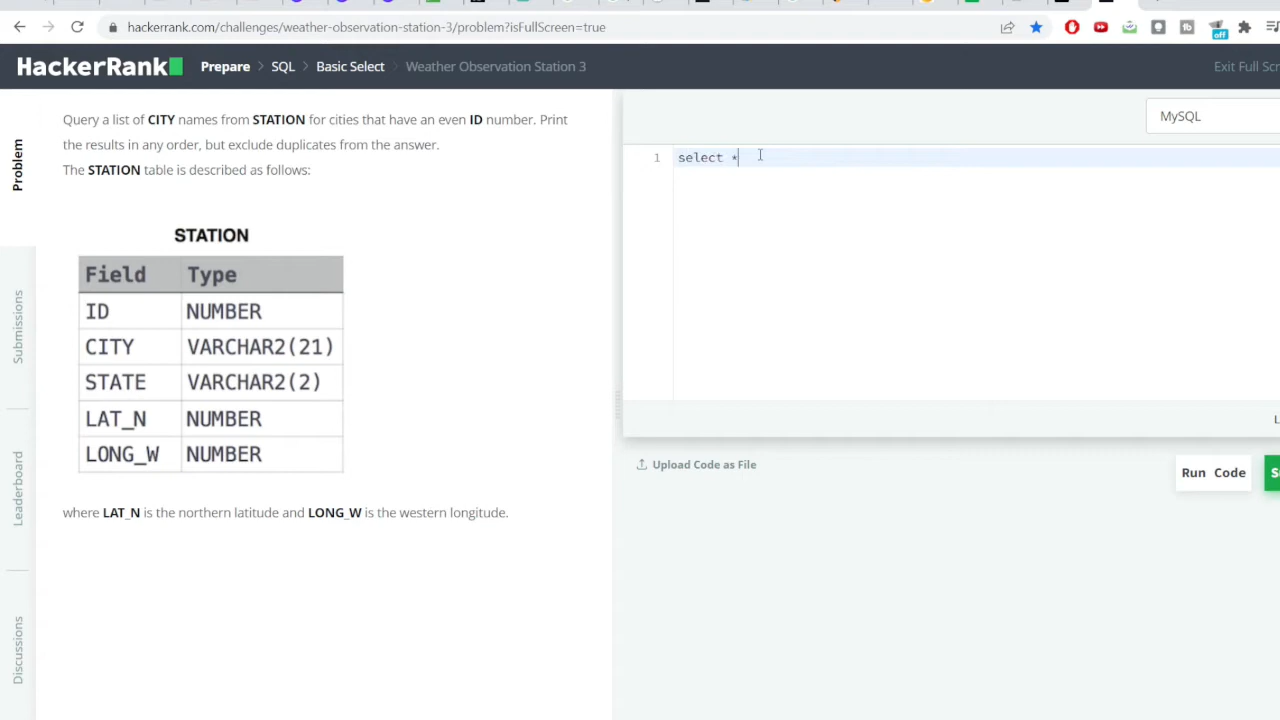 hackerrank.com/challenges/weather-observation-station-3/problem?isFullScreen=true
off
HackerRank
Prepare > SQL > Basic Select > Weather Observation Station 3
Exit Full Scr
Problem
Submissions
Leaderboard
Discussions
Query a list of CITY names from STATION for cities that have an even ID number. Print
the results in any order, but exclude duplicates from the answer.
The STATION table is described as follows:
STATION
Field Type
ID NUMBER
CITY VARCHAR2(21)
STATE VARCHAR2(2)
LAT_N NUMBER
LONG_W NUMBER
where LAT_N is the northern latitude and LONG_W is the western longitude.
MySQL
1 select *
L
Upload Code as File
Run Code
S